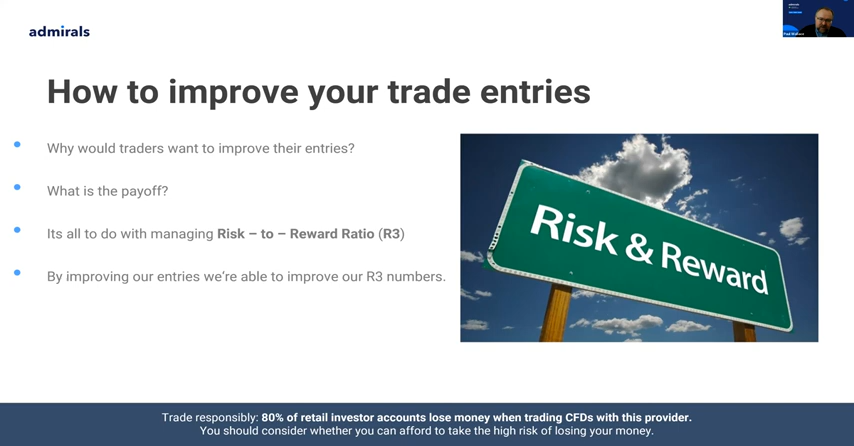 admirals
How to improve your trade entries
Why would traders want to improve their entries?
What is the payoff?
Its all to do with managing Risk – to – Reward Ratio (R3)
By improving our entries we're able to improve our R3 numbers.
Risk & Reward
Trade responsibly: 80% of retail investor accounts lose money when trading CFDs with this provider.
You should consider whether you can afford to take the high risk of losing your money.